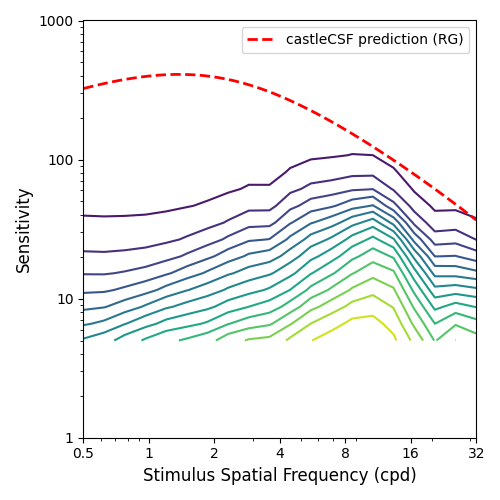 1000
castleCSF prediction (RG)
100
Sensitivity
10
1
0.5 1 2 4 8 16 32
Stimulus Spatial Frequency (cpd)